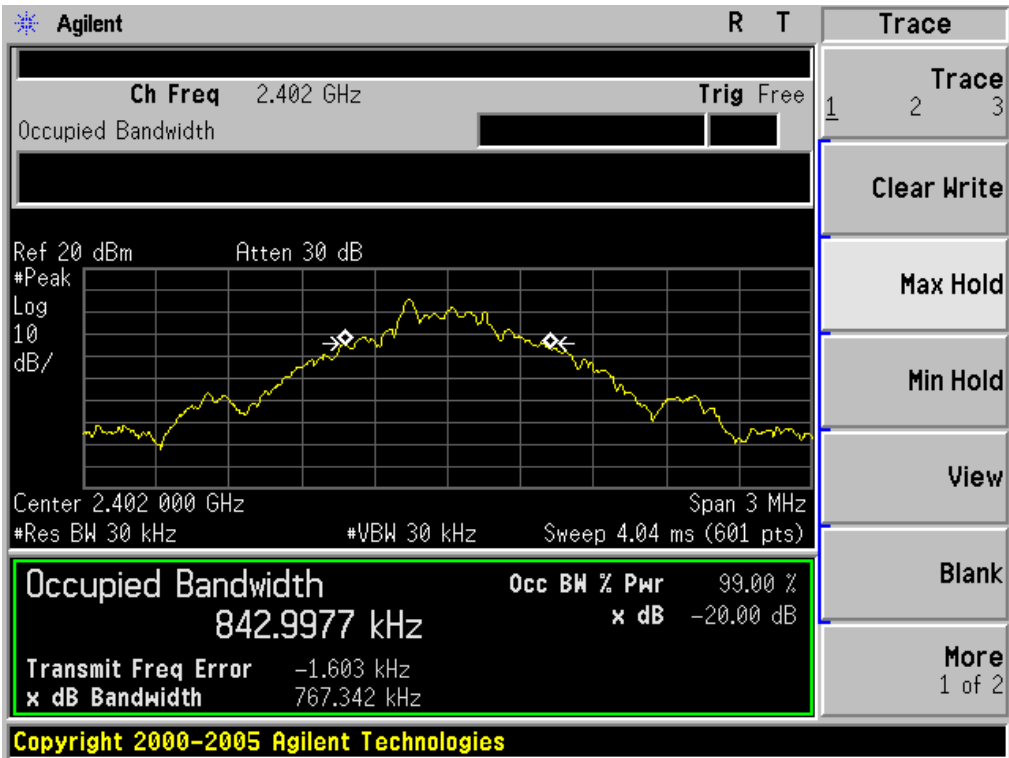 Agilent R T Trace
Ch Freq 2.402 GHz Trig Free
Occupied Bandwidth
Trace
1 2 3
Clear Write
Max Hold
Min Hold
View
Blank
More
1 of 2
Ref 20 dBm Atten 30 dB
#Peak
Log
10
dB/
Center 2.402 000 GHz Span 3 MHz
#Res BW 30 kHz #VBW 30 kHz Sweep 4.04 ms (601 pts)
Occupied Bandwidth Occ BW % Pwr 99.00 %
842.9977 kHz x dB -20.00 dB
Transmit Freq Error -1.603 kHz
x dB Bandwidth 767.342 kHz
Copyright 2000-2005 Agilent Technologies